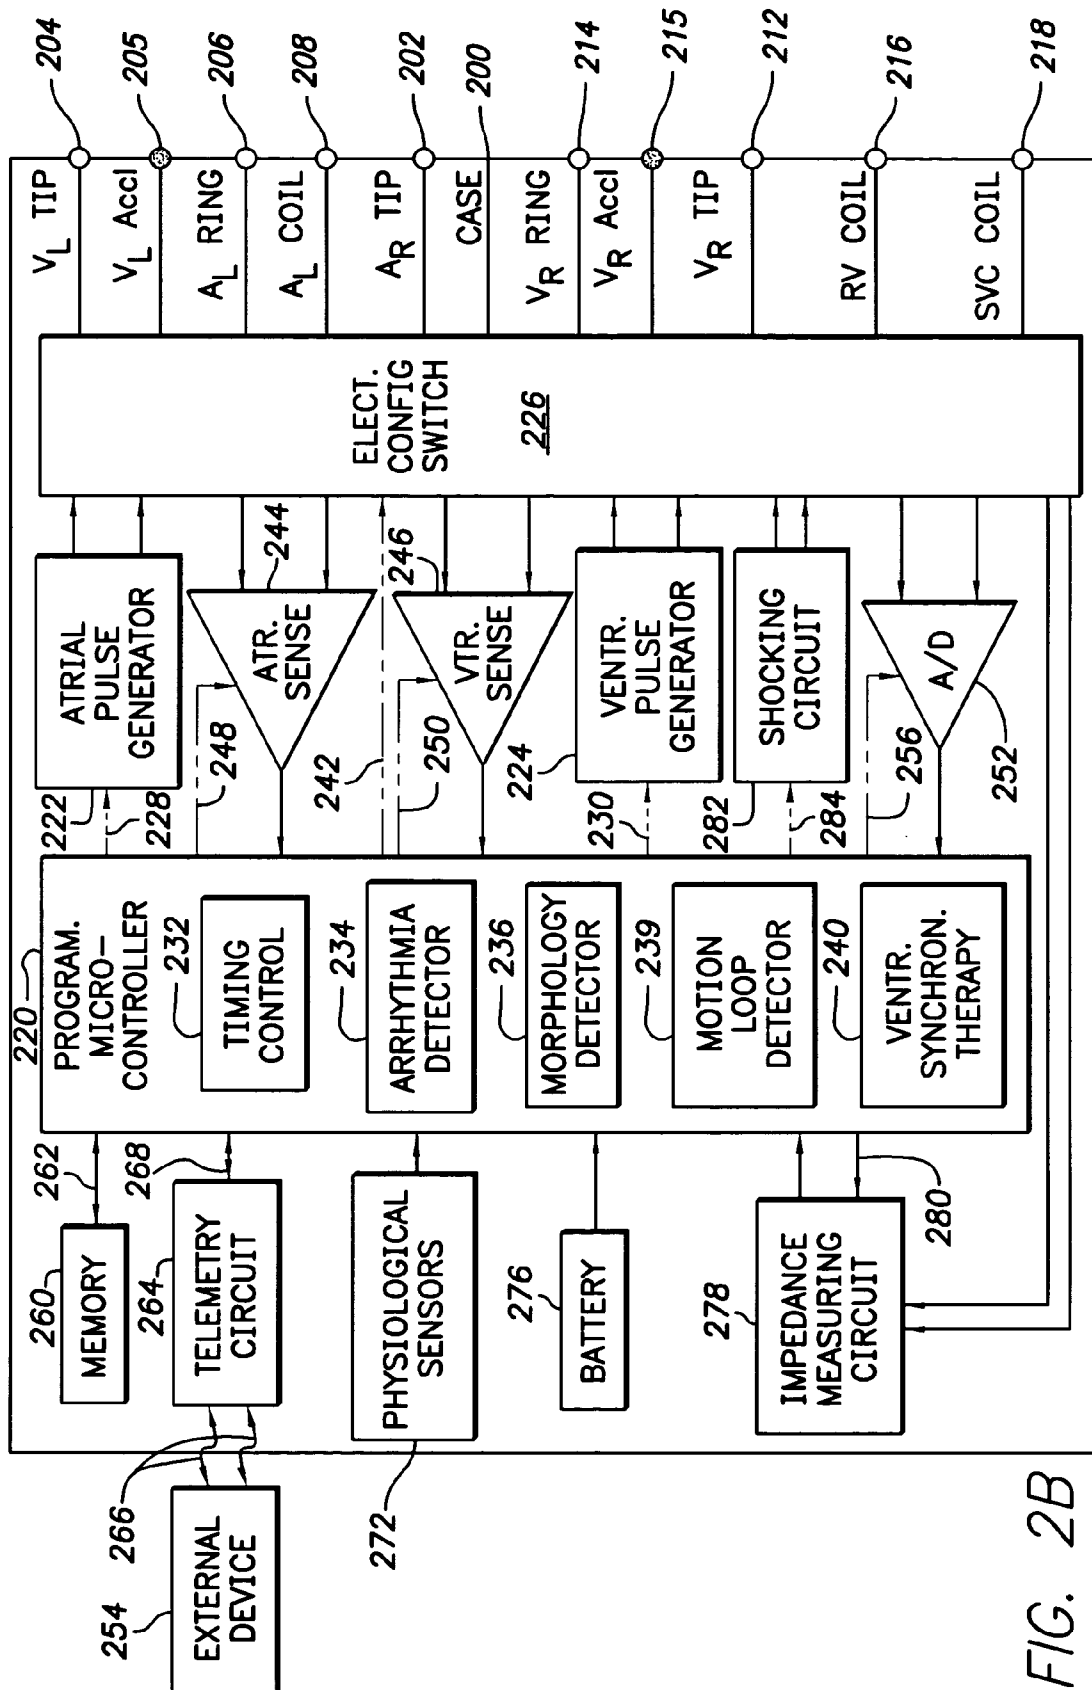 204
205
206
208
202
200
214
215
212
216
218
V_L TIP
V_L Accl
A_L RING
A_L COIL
A_R TIP
CASE
V_R RING
V_R Accl
V_R TIP
RV COIL
SVC COIL
ELECT.
CONFIG
SWITCH
226
ATRIAL
PULSE
GENERATOR
222
228
244
ATR.
SENSE
248
242
246
VTR.
SENSE
250
VENTR.
PULSE
GENERATOR
224
230
SHOCKING
CIRCUIT
282
284
A/D
256
252
220
PROGRAM.
MICRO-
CONTROLLER
232
TIMING
CONTROL
234
ARRHYTHMIA
DETECTOR
236
MORPHOLOGY
DETECTOR
239
MOTION
LOOP
DETECTOR
240
VENTR.
SYNCHRON.
THERAPY
262
268
280
260
MEMORY
264
TELEMETRY
CIRCUIT
PHYSIOLOGICAL
SENSORS
272
276
BATTERY
278
IMPEDANCE
MEASURING
CIRCUIT
266
254
EXTERNAL
DEVICE
FIG. 2B